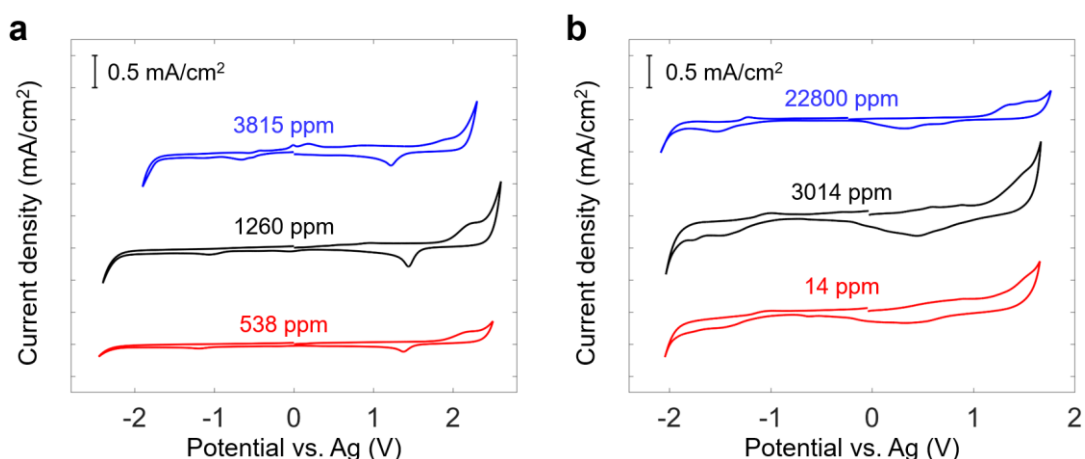 a
0.5 mA/cm²
3815 ppm
1260 ppm
538 ppm
Current density (mA/cm²)
-2 -1 0 1 2
Potential vs. Ag (V)
b
0.5 mA/cm²
22800 ppm
3014 ppm
14 ppm
Current density (mA/cm²)
-2 -1 0 1 2
Potential vs. Ag (V)